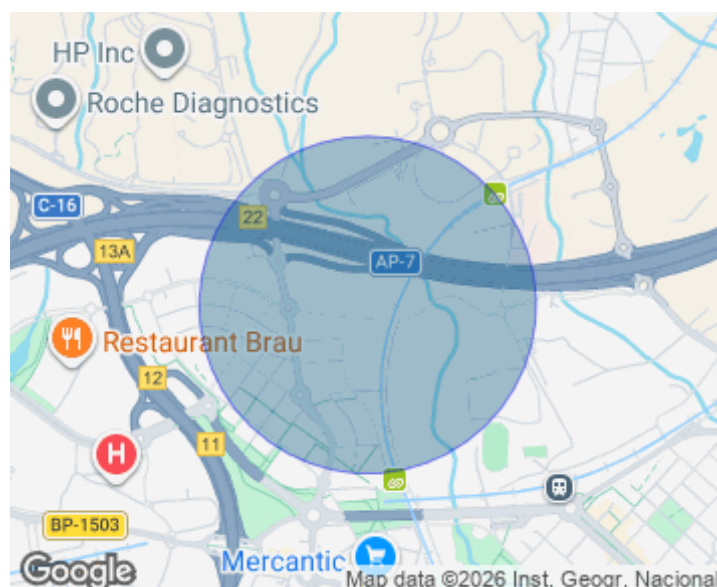 HP Inc
Roche Diagnostics
C-16
22
13A
AP-7
Restaurant Brau
12
11
H
BP-1503
Mercantic
Google
Map data ©2026 Inst. Geogr. Nacional